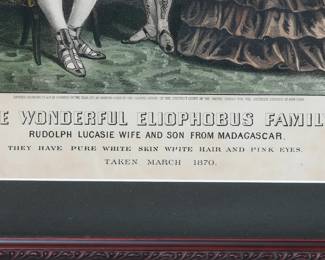 E WONDERFUL ELIOPHOBUS FAMIL
RUDOLPH LUCASIE WIFE AND SON FROM MADAGASCAR.
THEY HAVE PURE WHITE SKIN WHITE HAIR AND PINK EYES.
TAKEN MARCH 1870.